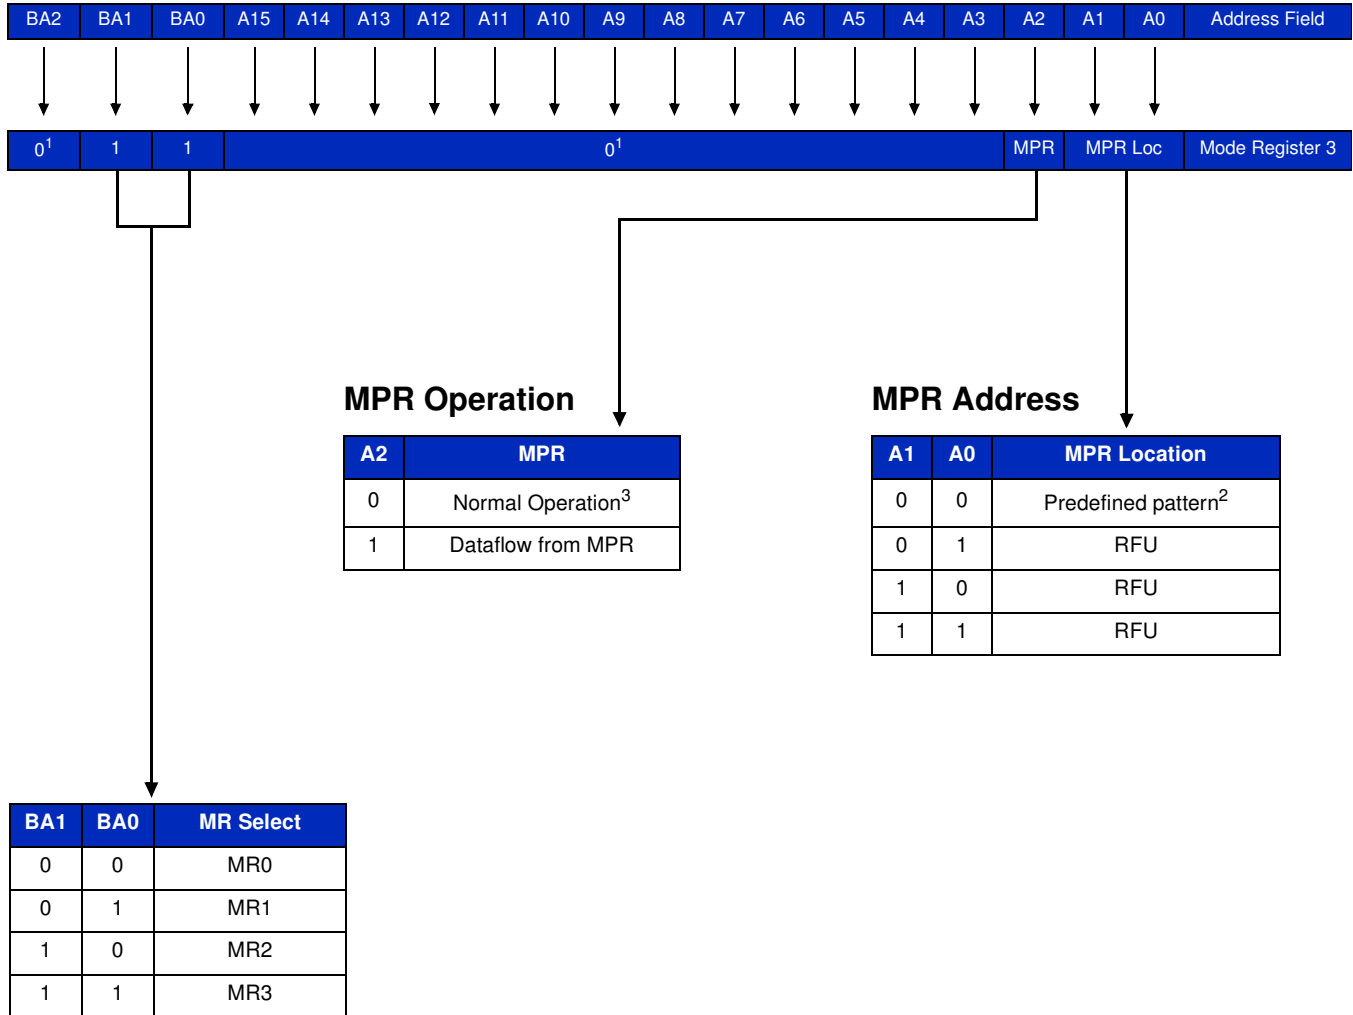 BA2 BA1 BA0 A15 A14 A13 A12 A11 A10 A9 A8 A7 A6 A5 A4 A3 A2 A1 A0 Address Field
0¹ 1 1 0¹ MPR MPR Loc Mode Register 3
MPR Operation
A2 MPR
0 Normal Operation³
1 Dataflow from MPR
MPR Address
A1 A0 MPR Location
0 0 Predefined pattern²
0 1 RFU
1 0 RFU
1 1 RFU
BA1 BA0 MR Select
0 0 MR0
0 1 MR1
1 0 MR2
1 1 MR3